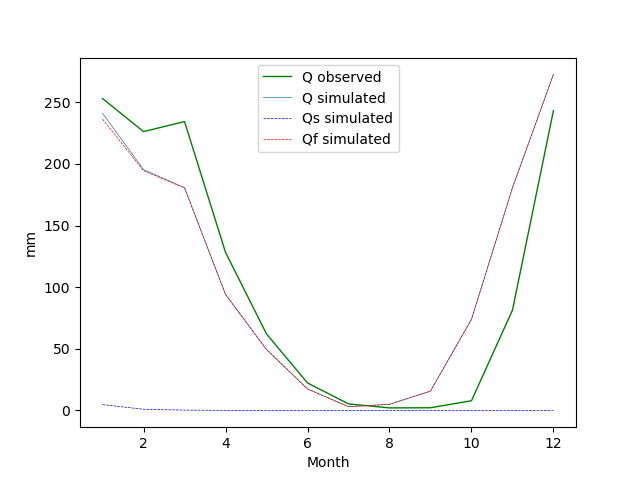 Q observed
Q simulated
Qs simulated
Qf simulated
250
200
150
100
50
0
mm
2 4 6 8 10 12
Month